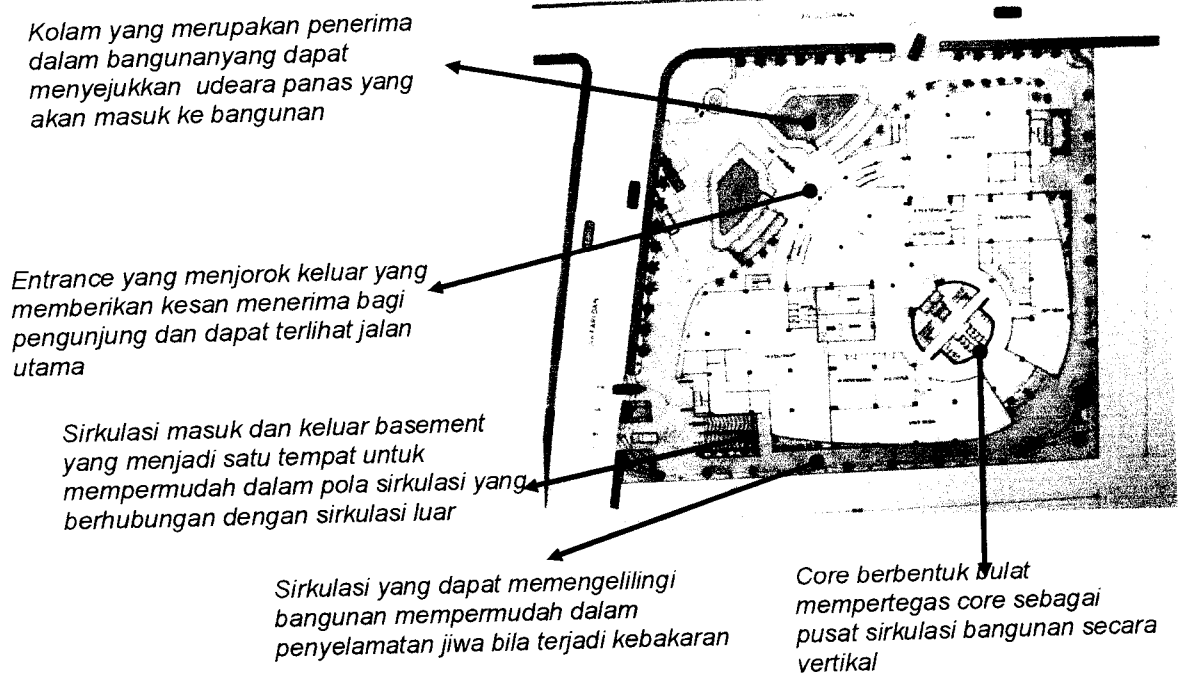 Kolam yang merupakan penerima
dalam bangunanyang dapat
menyejukkan udeara panas yang
akan masuk ke bangunan
Entrance yang menjorok keluar yang
memberikan kesan menerima bagi
pengunjung dan dapat terlihat jalan
utama
Sirkulasi masuk dan keluar basement
yang menjadi satu tempat untuk
mempermudah dalam pola sirkulasi yang
berhubungan dengan sirkulasi luar
Sirkulasi yang dapat memengelilingi
bangunan mempermudah dalam
penyelamatan jiwa bila terjadi kebakaran
Core berbentuk bulat
mempertegas core sebagai
pusat sirkulasi bangunan secara
vertikal